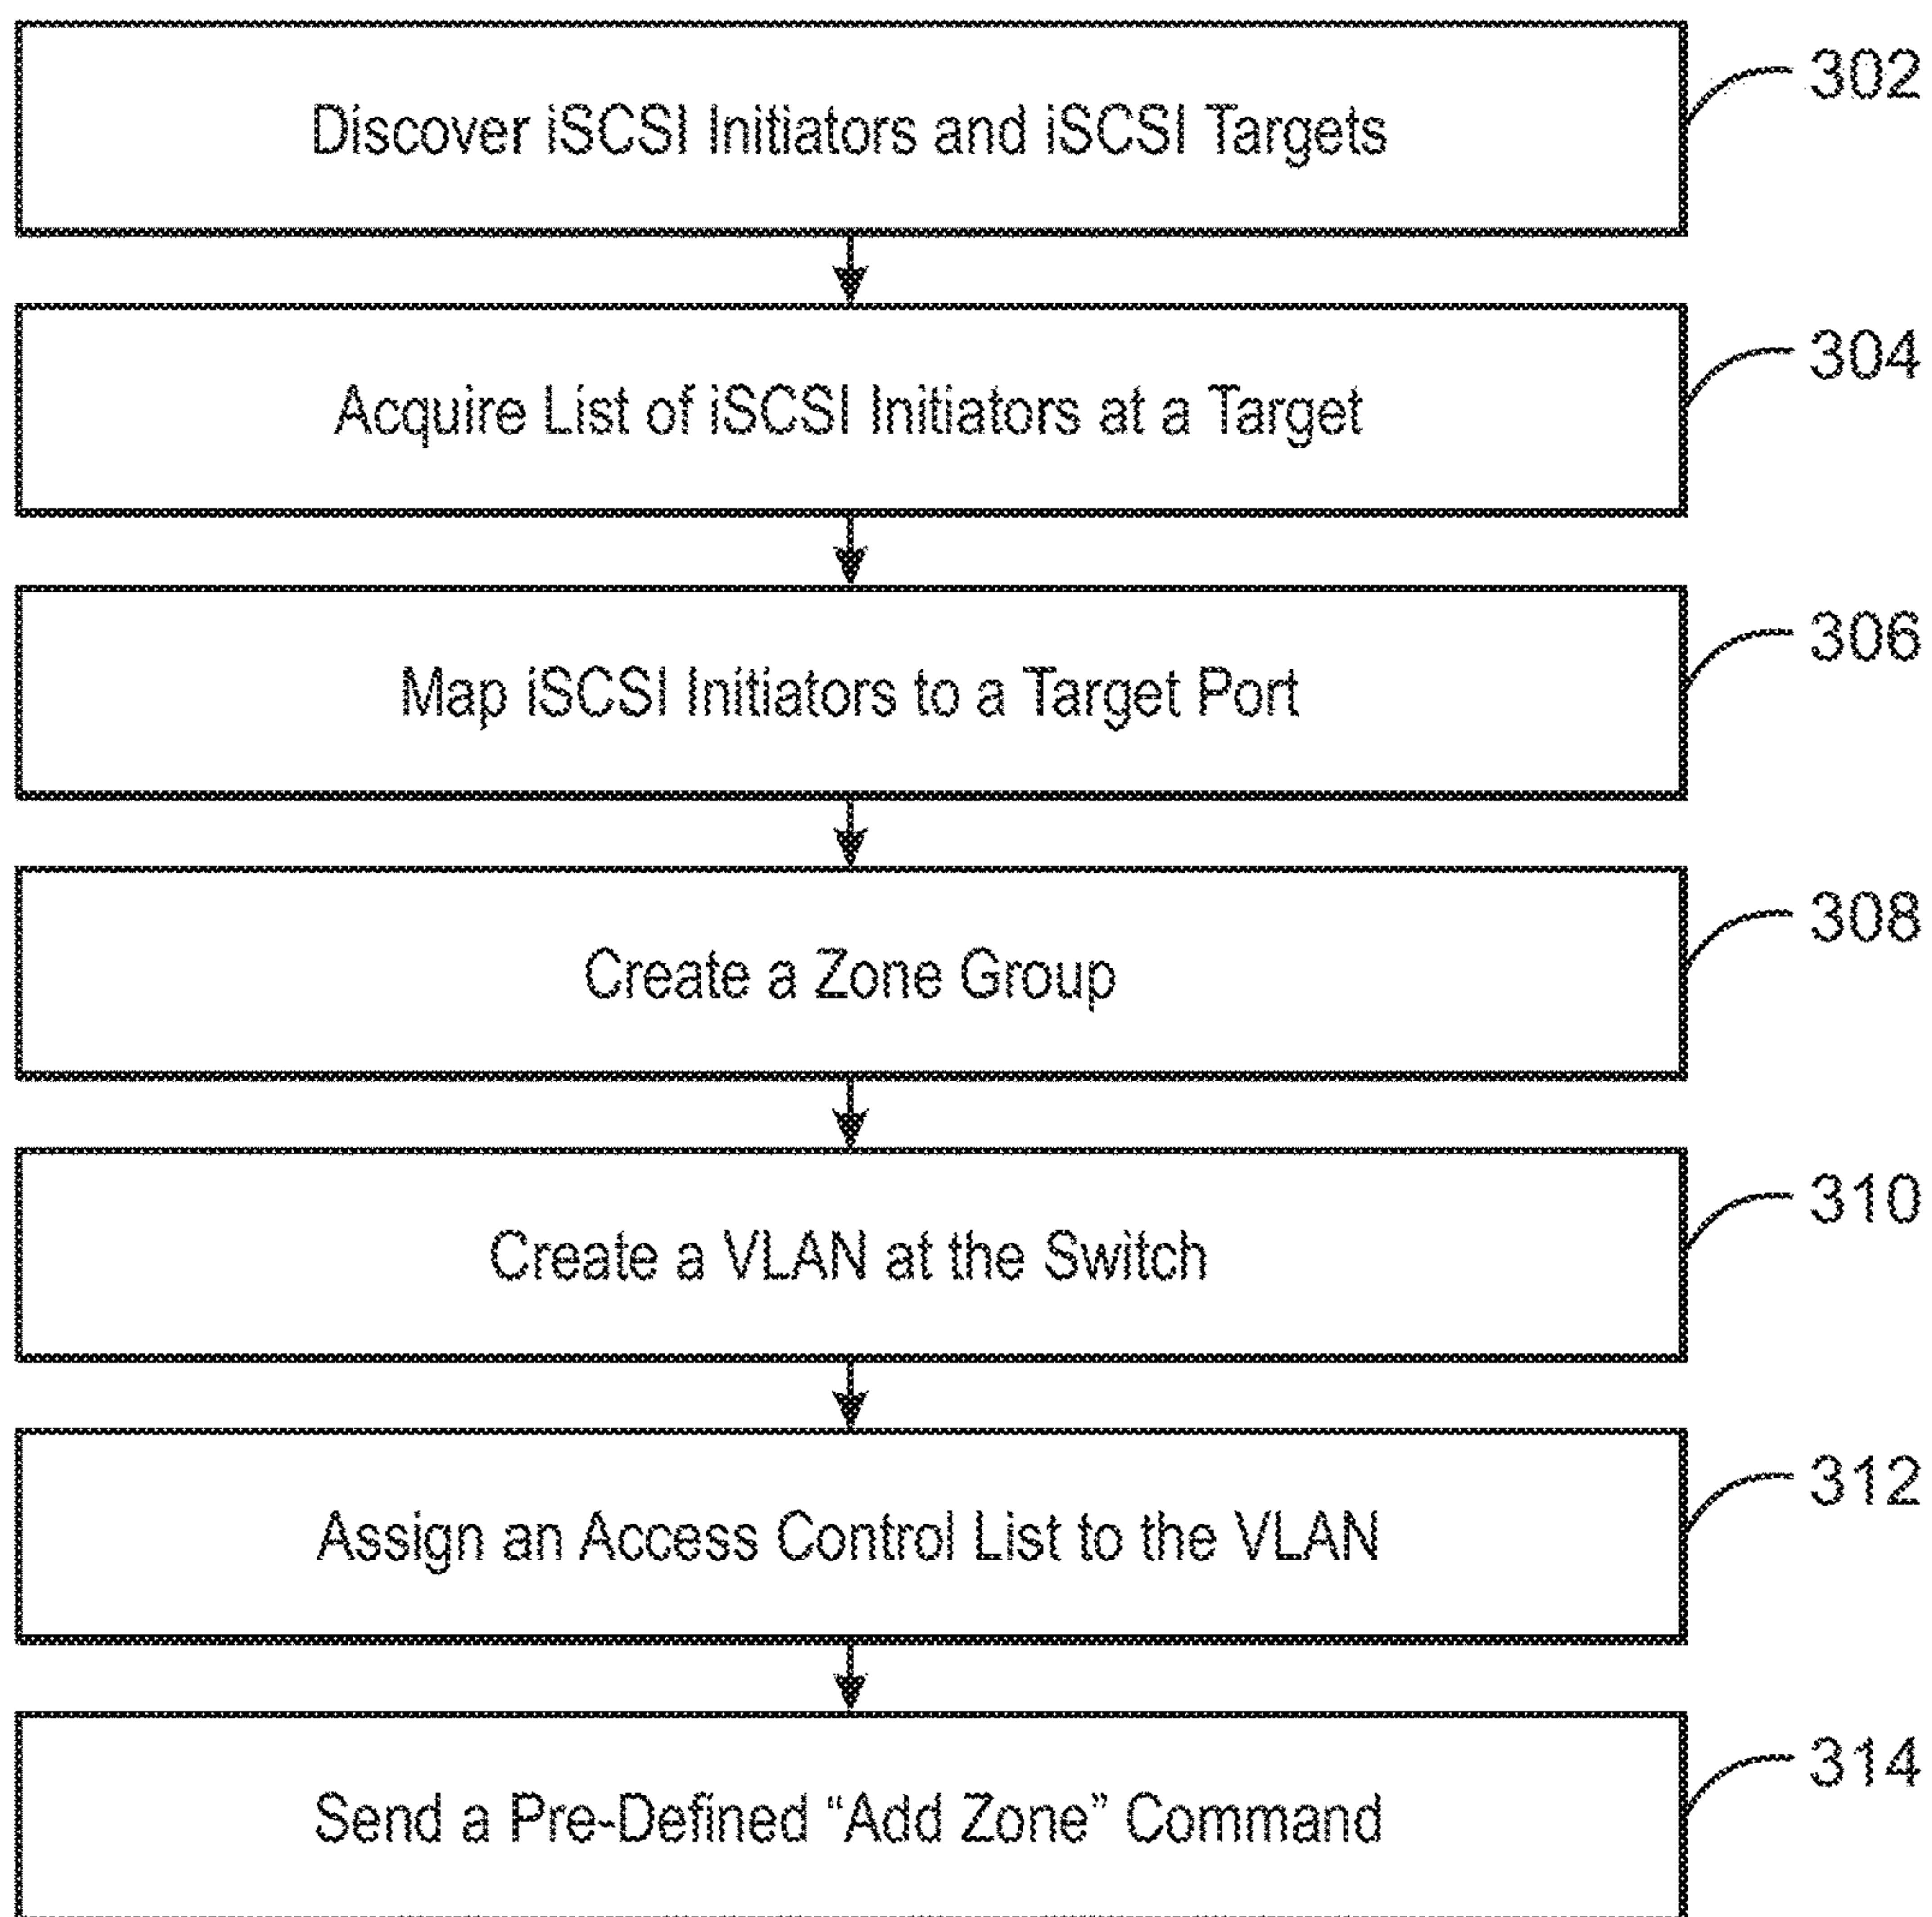 Discover iSCSI Initiators and iSCSI Targets
302
Acquire List of iSCSI Initiators at a Target
304
Map iSCSI Initiators to a Target Port
306
Create a Zone Group
308
Create a VLAN at the Switch
310
Assign an Access Control List to the VLAN
312
Send a Pre-Defined “Add Zone” Command
314